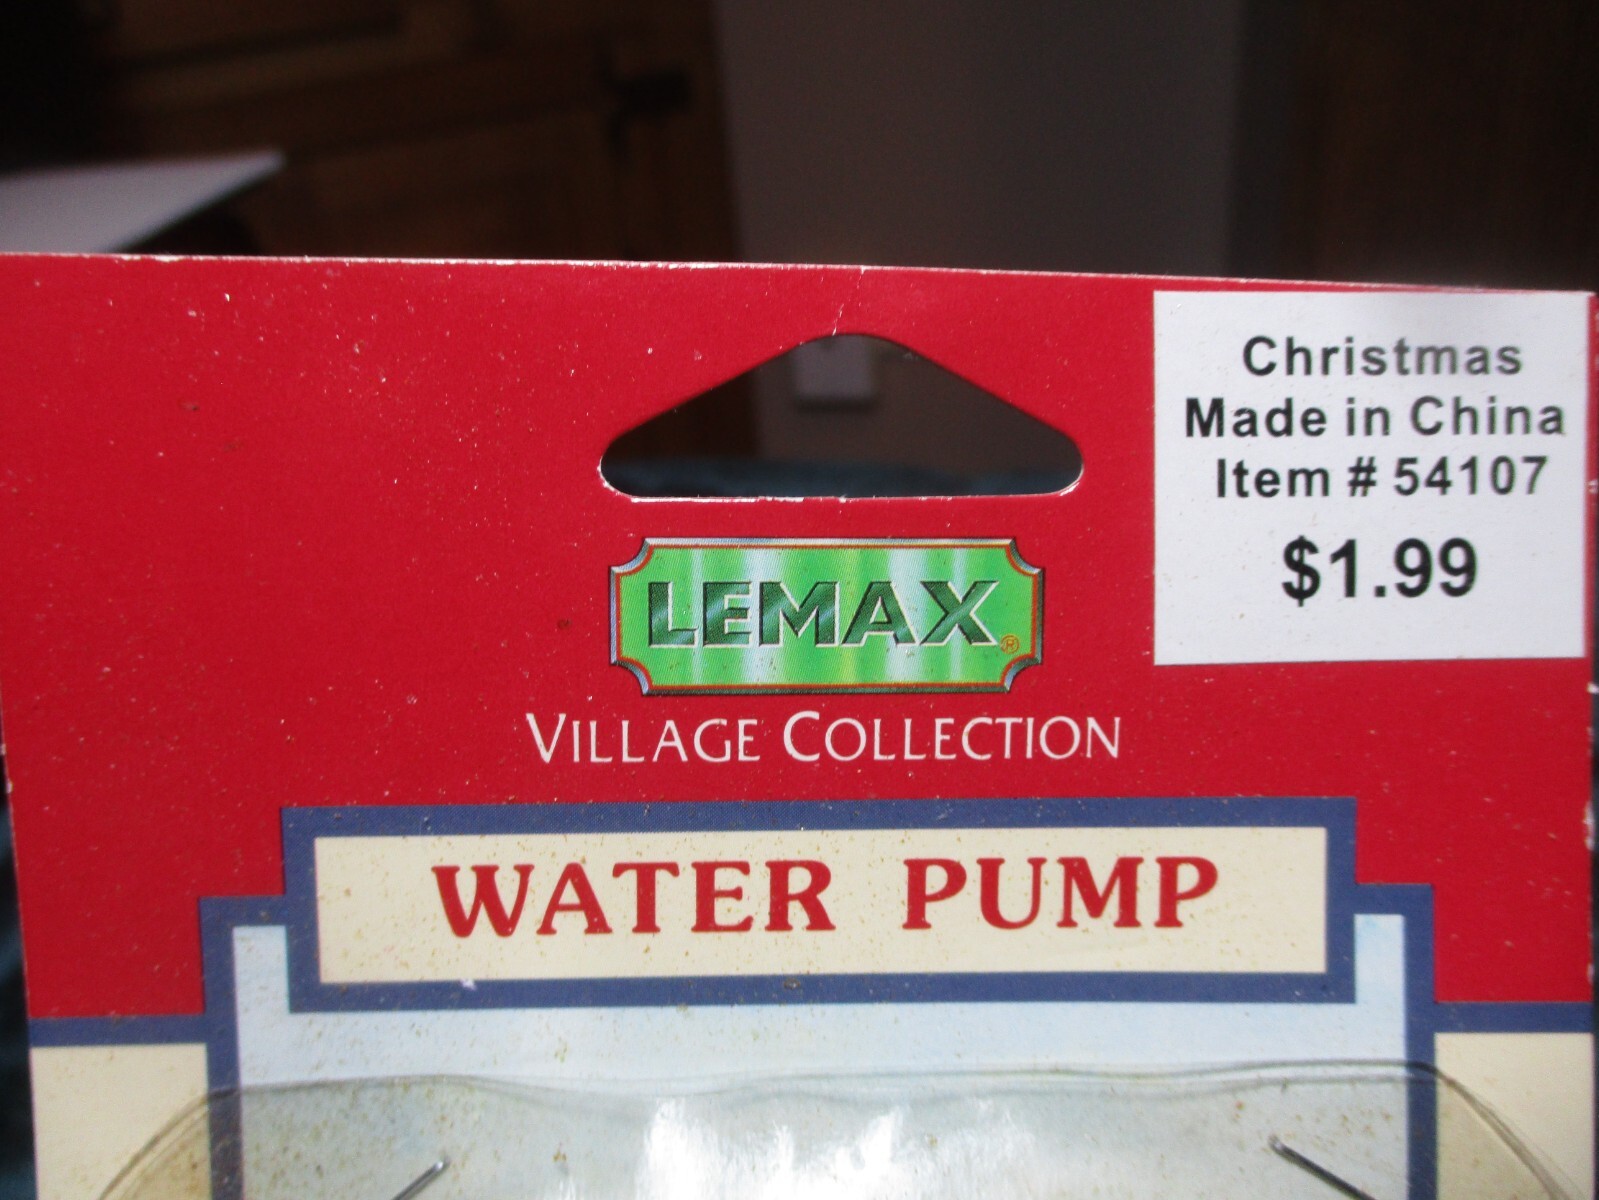 Christmas
Made in China
Item # 54107
$1.99
LEMAX®
VILLAGE COLLECTION
WATER PUMP